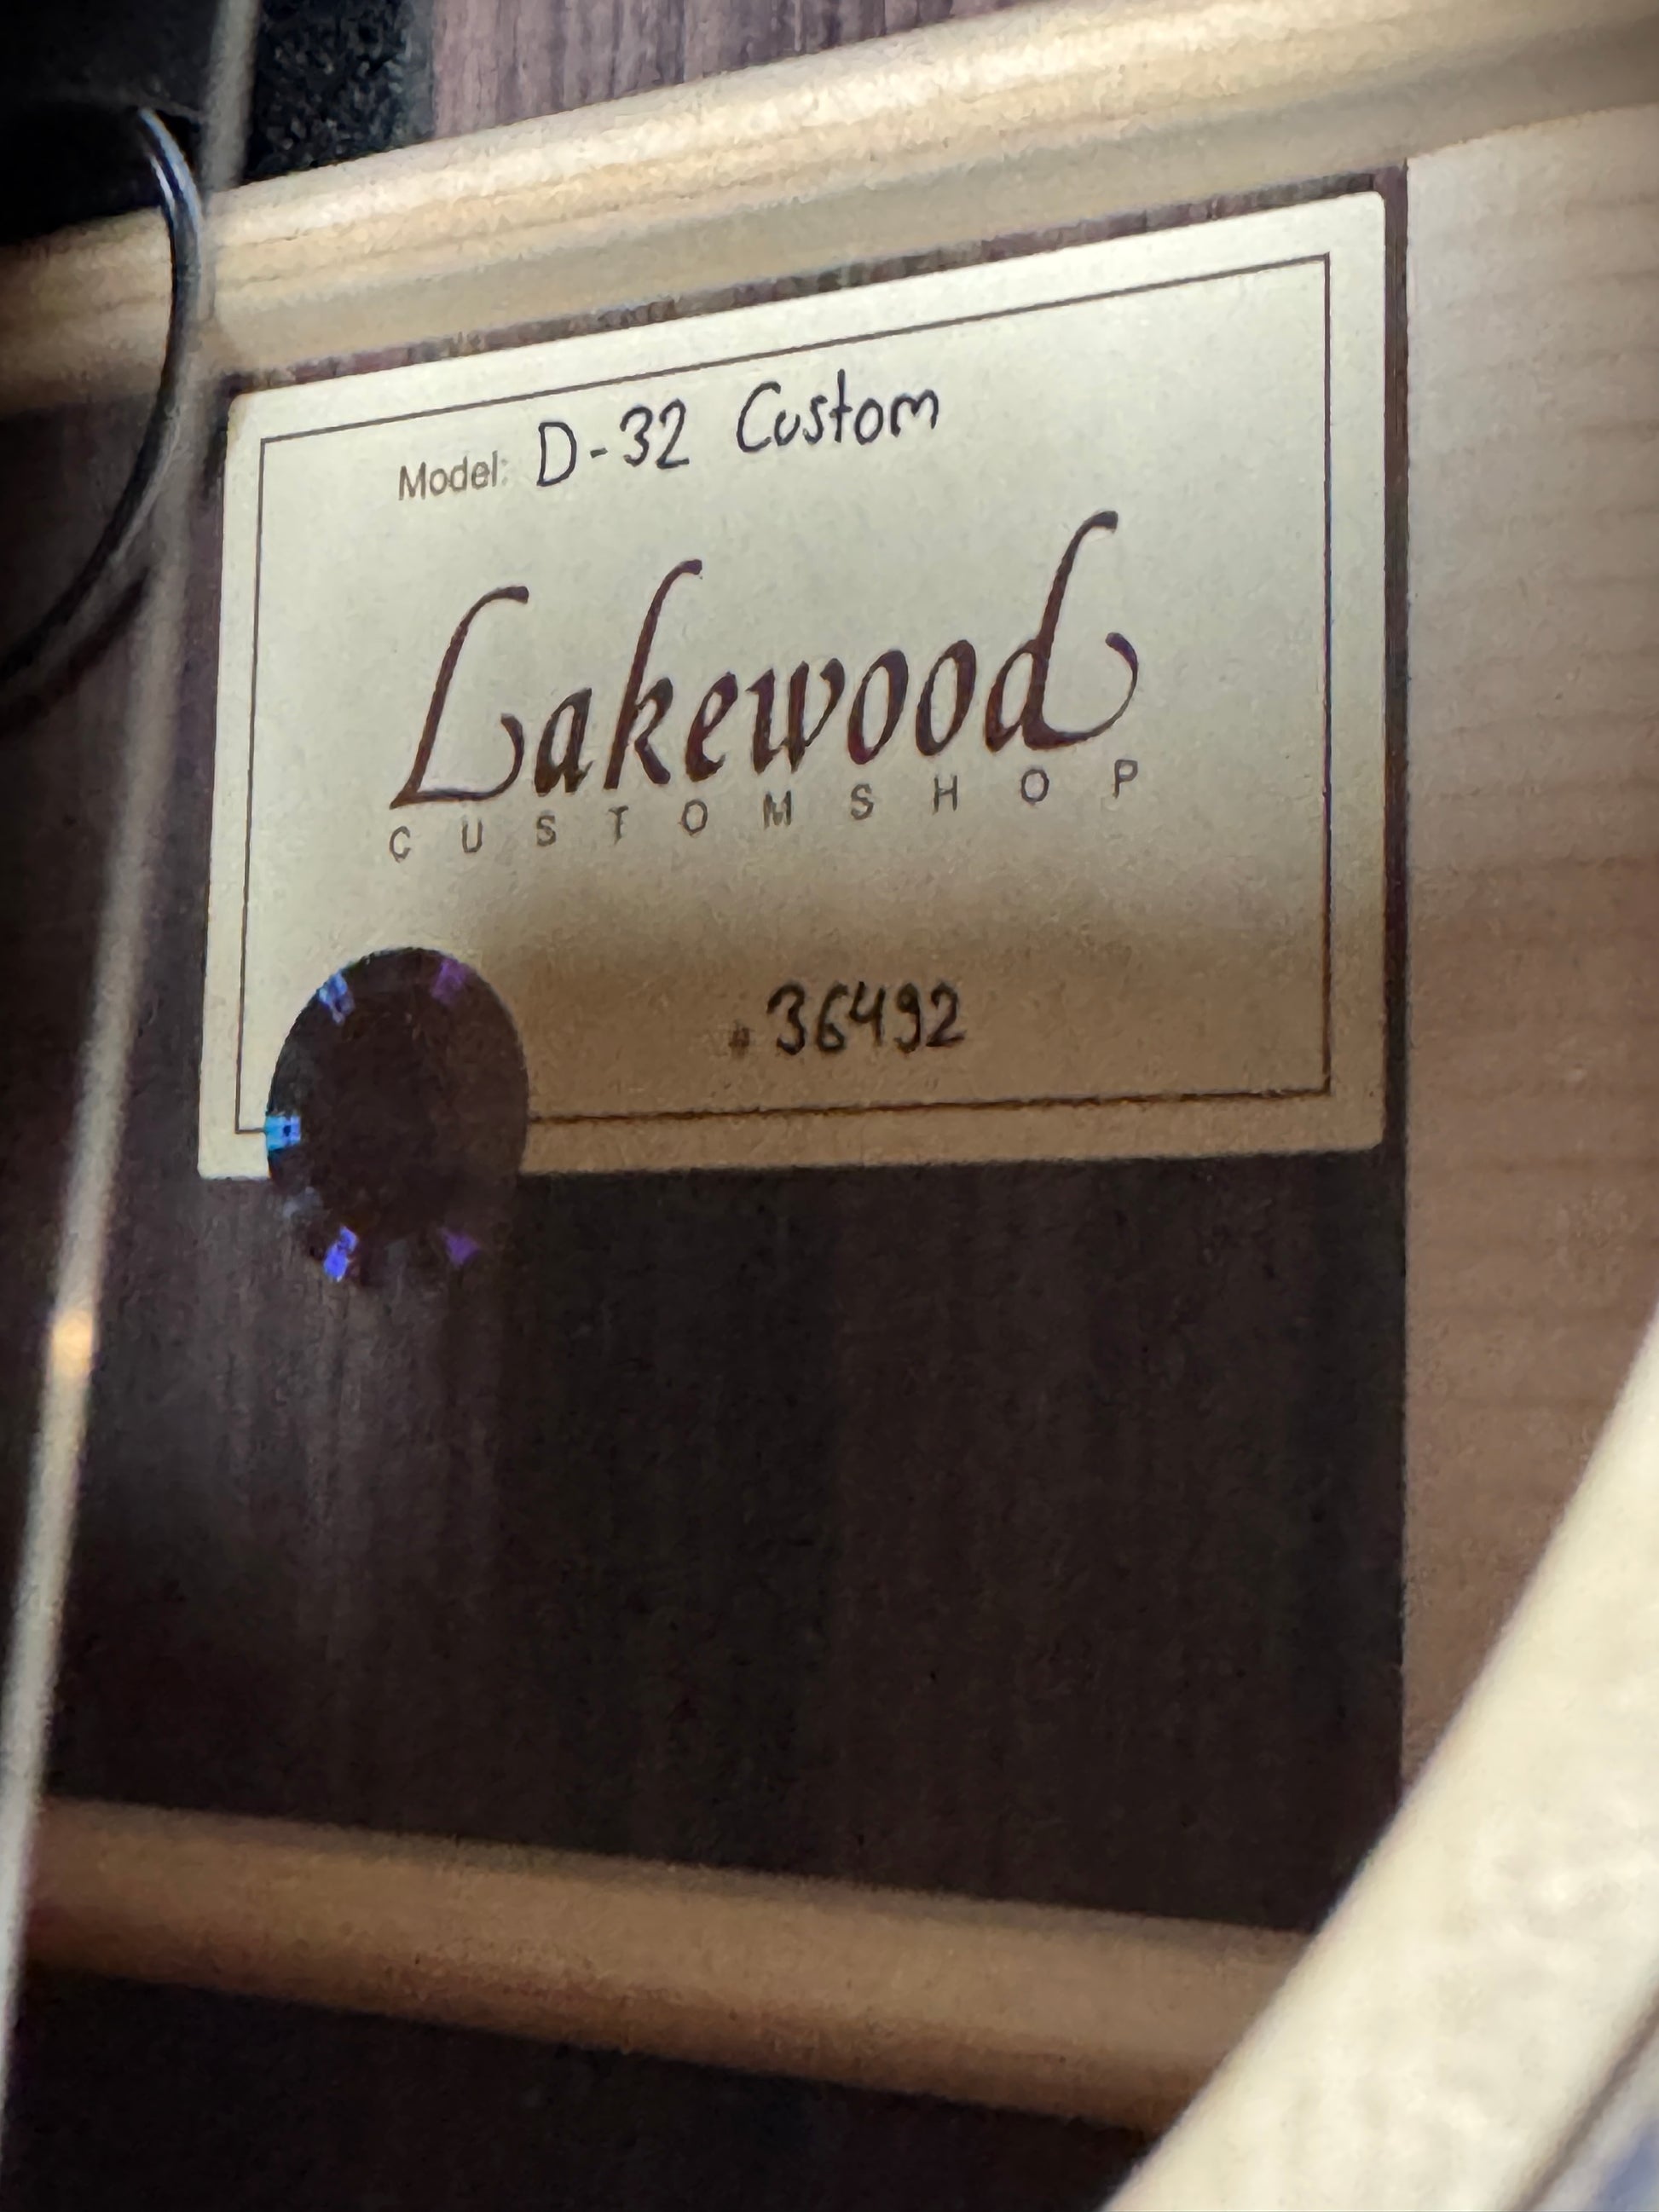 Model: D-32 Custom
Lakewood
CUSTOMSHOP
36492